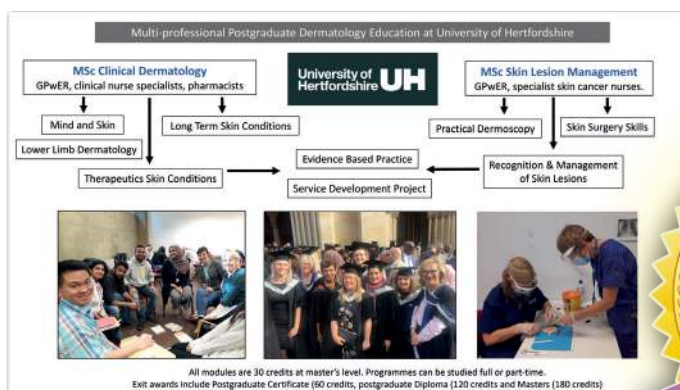 Multi-professional Postgraduate Dermatology Education at University of Hertfordshire
MSc Clinical Dermatology
GPwER, clinical nurse specialists, pharmacists
University of
Hertfordshire UH
MSc Skin Lesion Management
GPwER, specialist skin cancer nurses.
Mind and Skin
Long Term Skin Conditions
Lower Limb Dermatology
Therapeutics Skin Conditions
Evidence Based Practice
Service Development Project
Practical Dermoscopy
Skin Surgery Skills
Recognition & Management
of Skin Lesions
All modules are 30 credits at master's level. Programmes can be studied full or part-time.
Exit awards include Postgraduate Certificate (60 credits, postgraduate Diploma (120 credits and Masters (180 credits)